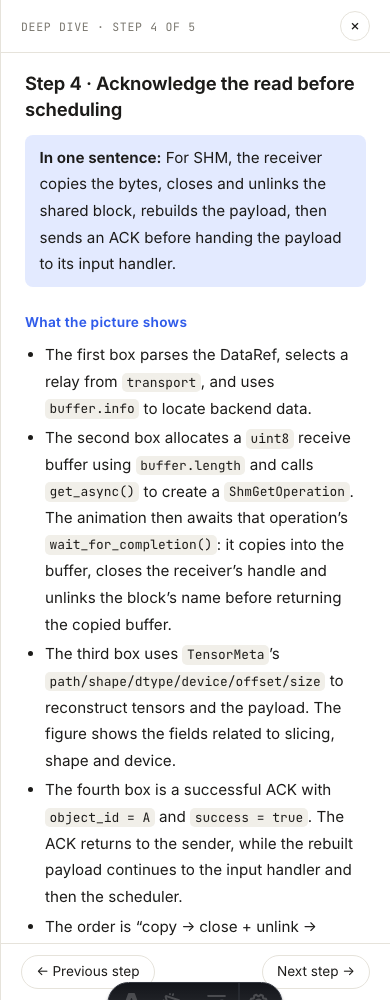 DEEP DIVE · STEP 4 OF 5
×
Step 4 · Acknowledge the read before
scheduling
In one sentence: For SHM, the receiver
copies the bytes, closes and unlinks the
shared block, rebuilds the payload, then
sends an ACK before handing the payload
to its input handler.
What the picture shows
• The first box parses the DataRef, selects a
relay from transport, and uses
buffer.info to locate backend data.
• The second box allocates a uint8 receive
buffer using buffer.length and calls
get_async() to create a ShmGetOperation.
The animation then awaits that operation’s
wait_for_completion(): it copies into the
buffer, closes the receiver’s handle and
unlinks the block’s name before returning
the copied buffer.
• The third box uses TensorMeta’s
path/shape/dtype/device/offset/size to
reconstruct tensors and the payload. The
figure shows the fields related to slicing,
shape and device.
• The fourth box is a successful ACK with
object_id = A and success = true. The
ACK returns to the sender, while the rebuilt
payload continues to the input handler and
then the scheduler.
• The order is “copy → close + unlink →
← Previous step
Next step →